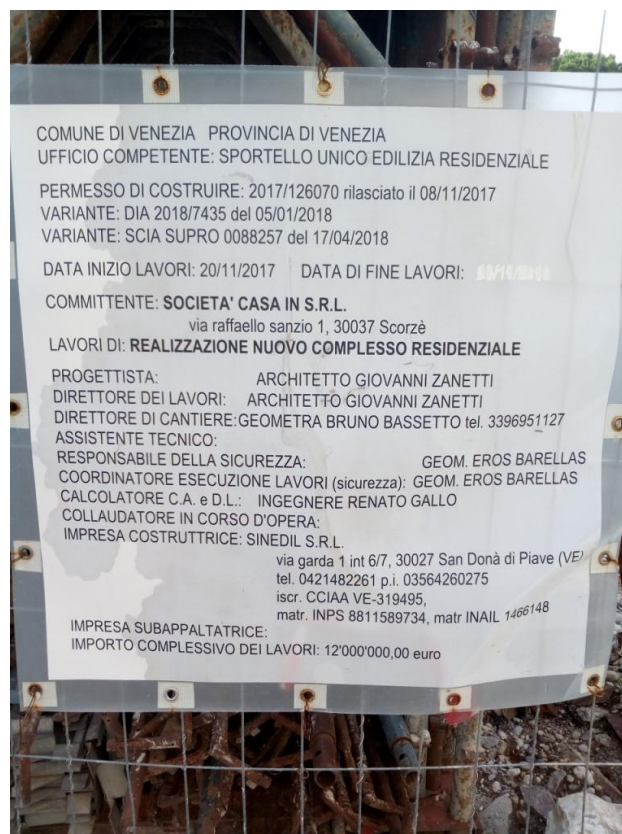 COMUNE DI VENEZIA PROVINCIA DI VENEZIA
UFFICIO COMPETENTE: SPORTELLO UNICO EDILIZIA RESIDENZIALE
PERMESSO DI COSTRUIRE: 2017/126070 rilasciato il 08/11/2017
VARIANTE: DIA 2018/7435 del 05/01/2018
VARIANTE: SCIA SUPRO 0088257 del 17/04/2018
DATA INIZIO LAVORI: 20/11/2017 DATA DI FINE LAVORI:
COMMITTENTE: SOCIETA' CASA IN S.R.L.
via raffaello sanzio 1, 30037 Scorzè
LAVORI DI: REALIZZAZIONE NUOVO COMPLESSO RESIDENZIALE
PROGETTISTA: ARCHITETTO GIOVANNI ZANETTI
DIRETTORE DEI LAVORI: ARCHITETTO GIOVANNI ZANETTI
DIRETTORE DI CANTIERE: GEOMETRA BRUNO BASSETTO tel. 3396951127
ASSISTENTE TECNICO:
RESPONSABILE DELLA SICUREZZA: GEOM. EROS BARELLAS
COORDINATORE ESECUZIONE LAVORI (sicurezza): GEOM. EROS BARELLAS
CALCOLATORE C.A. e D.L.: INGEGNERE RENATO GALLO
COLLAUDATORE IN CORSO D'OPERA:
IMPRESA COSTRUTTRICE: SINEDIL S.R.L.
via garda 1 int 6/7, 30027 San Donà di Piave (VE)
tel. 0421482261 p.i. 03564260275
iscr. CCIAA VE-319495,
matr. INPS 8811589734, matr INAIL 1466148
IMPRESA SUBAPPALTATRICE:
IMPORTO COMPLESSIVO DEI LAVORI: 12'000'000,00 euro